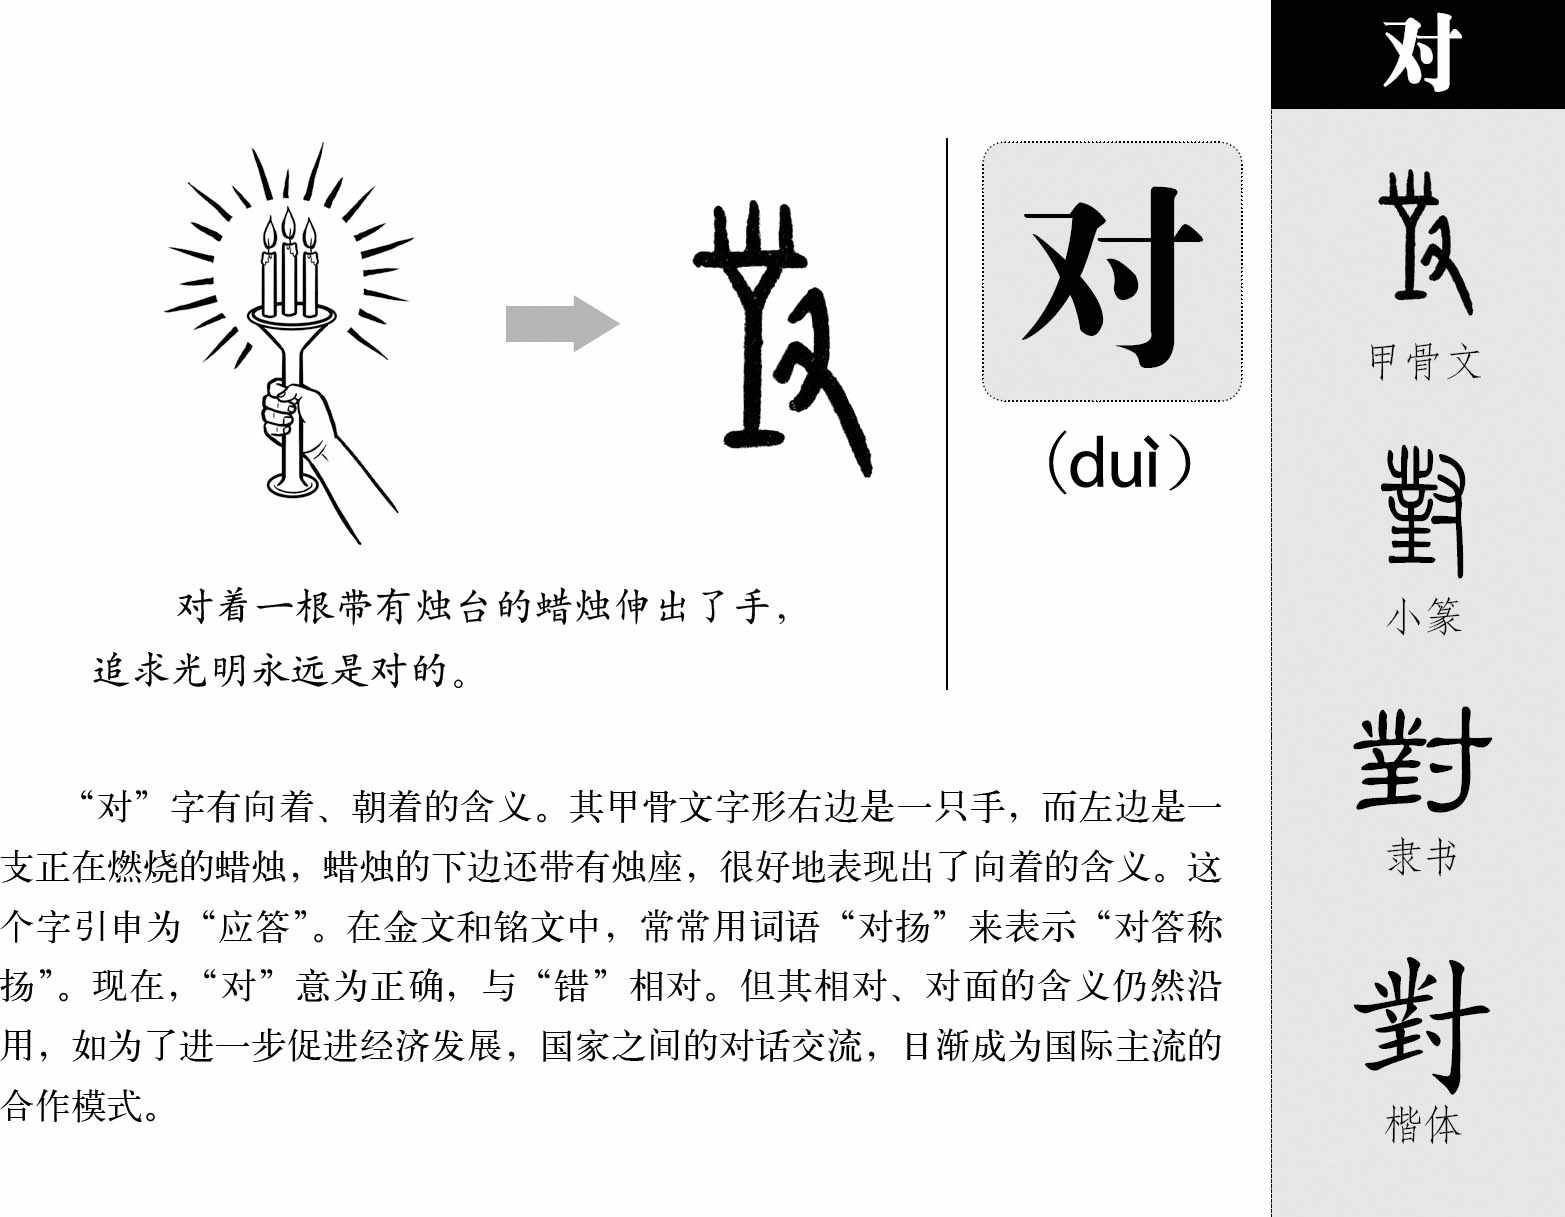 对
(duì)
对着一根带有烛台的蜡烛伸出了手，
追求光明永远是对的。
“对”字有向着、朝着的含义。其甲骨文字形右边是一只手，而左边是一
支正在燃烧的蜡烛，蜡烛的下边还带有烛座，很好地表现出了向着的含义。这
个字引申为“应答”。在金文和铭文中，常常用词语“对扬”来表示“对答称
扬”。现在，“对”意为正确，与“错”相对。但其相对、对面的含义仍然沿
用，如为了进一步促进经济发展，国家之间的对话交流，日渐成为国际主流的
合作模式。
对
甲骨文
對
小篆
對
隶书
對
楷体